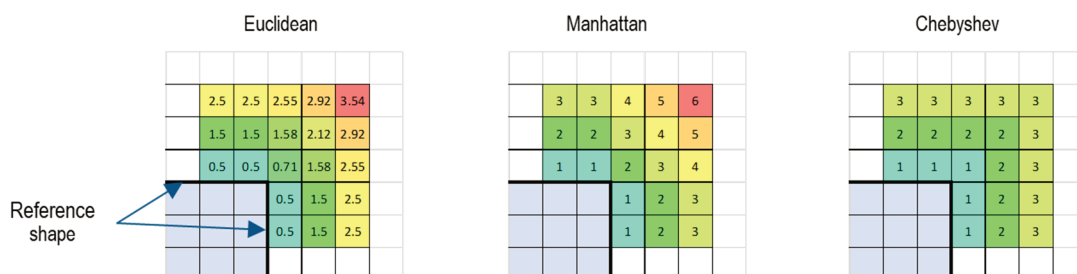 Euclidean Manhattan Chebyshev
2.5 2.5 2.55 2.92 3.54 3 3 4 5 6 3 3 3 3 3
1.5 1.5 1.58 2.12 2.92 2 2 3 4 5 2 2 2 2 3
0.5 0.5 0.71 1.58 2.55 1 1 2 3 4 1 1 1 2 3
0.5 1.5 2.5 1 2 3 1 2 3
Reference
shape
0.5 1.5 2.5 1 2 3 1 2 3